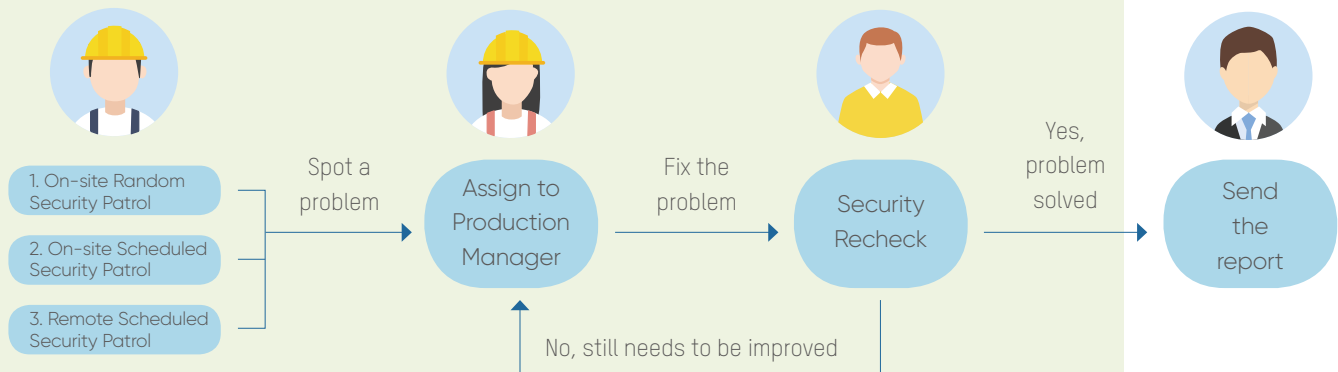 1. On-site Random
Security Patrol
2. On-site Scheduled
Security Patrol
3. Remote Scheduled
Security Patrol
Spot a
problem
Assign to
Production
Manager
Fix the
problem
Security
Recheck
Yes,
problem
solved
Send
the
report
No, still needs to be improved